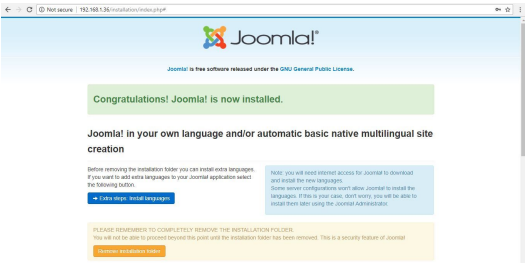 Not secure
192.168.1.36/installation/index.php#
Joomla!®
Joomla! is free software released under the GNU General Public License.
Congratulations! Joomla! is now installed.
Joomla! in your own language and/or automatic basic native multilingual site
creation
Before removing the installation folder you can install extra languages.
If you want to add extra languages to your Joomla! application select
the following button.
→ Extra steps: Install languages
Note: you will need internet access for Joomla! to download
and install the new languages.
Some server configurations won't allow Joomla! to install the
languages. If this is your case, don't worry, you will be able to
install them later using the Joomla! Administrator.
PLEASE REMEMBER TO COMPLETELY REMOVE THE INSTALLATION FOLDER.
You will not be able to proceed beyond this point until the installation folder has been removed. This is a security feature of Joomla!
Remove installation folder